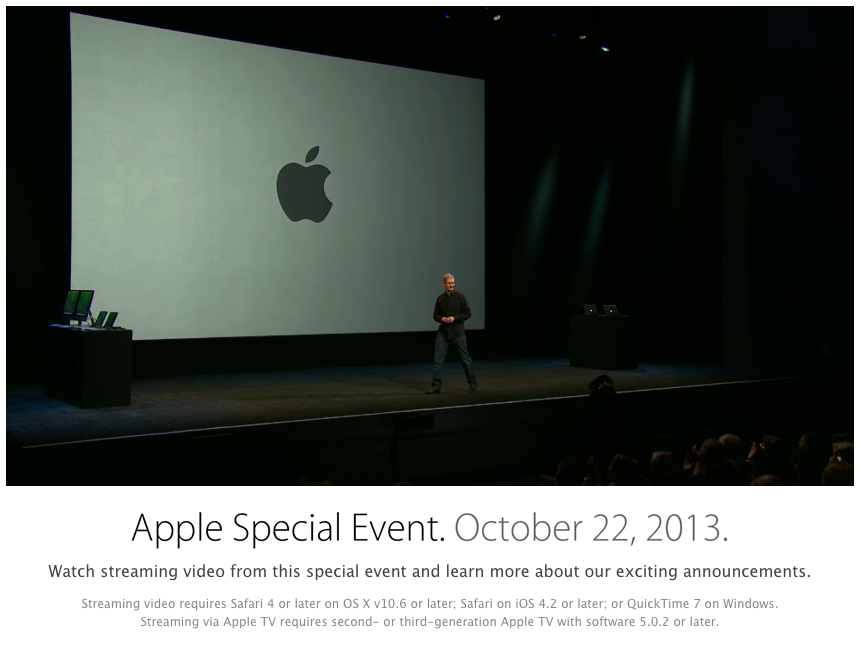 Apple Special Event. October 22, 2013.
Watch streaming video from this special event and learn more about our exciting announcements.
Streaming video requires Safari 4 or later on OS X v10.6 or later; Safari on iOS 4.2 or later; or QuickTime 7 on Windows.
Streaming via Apple TV requires second- or third-generation Apple TV with software 5.0.2 or later.